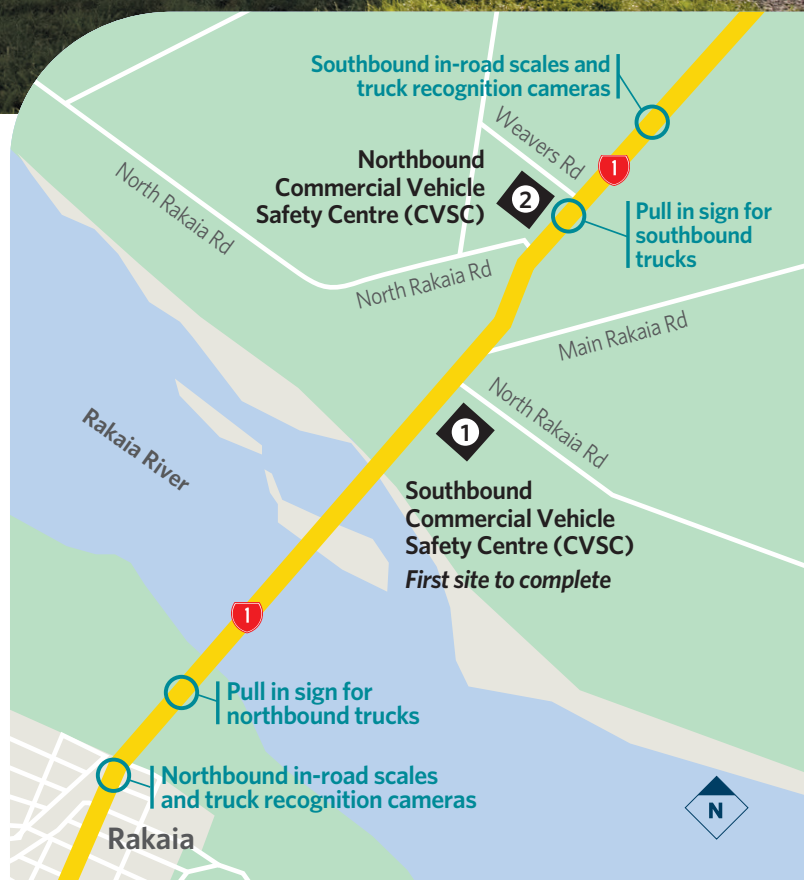 Southbound in-road scales and
truck recognition cameras
Weavers Rd
1
Northbound
Commercial Vehicle
Safety Centre (CVSC)
2
Pull in sign for
southbound
trucks
North Rakaia Rd
North Rakaia Rd
Main Rakaia Rd
North Rakaia Rd
1
Rakaia River
Southbound
Commercial Vehicle
Safety Centre (CVSC)
First site to complete
1
Pull in sign for
northbound trucks
Northbound in-road scales
and truck recognition cameras
Rakaia
N